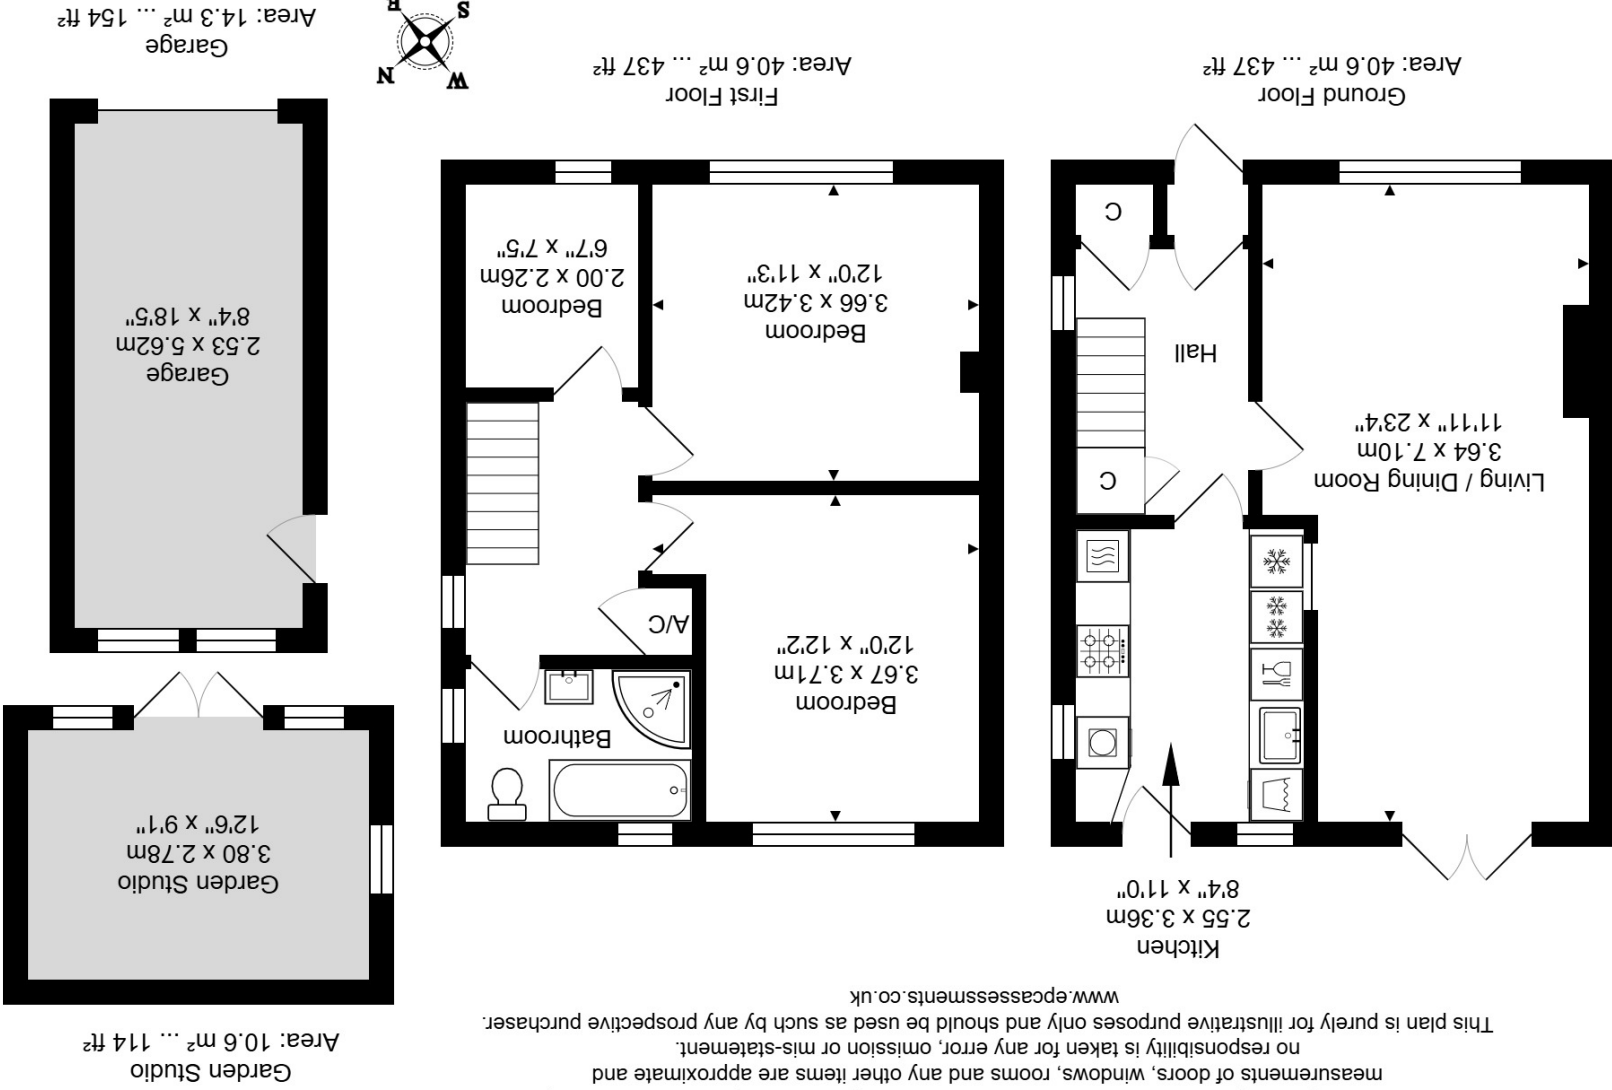 measurements of doors, windows, rooms and any other items are approximate and
no responsibility is taken for any error, omission or mis-statement.
This plan is purely for illustrative purposes only and should be used as such by any prospective purchaser.
www.epcassessments.co.uk
Garden Studio
Area: 10.6 m² ... 114 ft²
Kitchen
2.55 x 3.36m
8'4" x 11'0"
Garden Studio
3.80 x 2.78m
12'6" x 9'1"
Bathroom
Bedroom
3.67 x 3.71m
12'0" x 12'2"
A/C
Living / Dining Room
3.64 x 7.10m
11'11" x 23'4"
C
Hall
C
Bedroom
3.66 x 3.42m
12'0" x 11'3"
Bedroom
2.00 x 2.26m
6'7" x 7'5"
Garage
2.53 x 5.62m
8'4" x 18'5"
Ground Floor
Area: 40.6 m² ... 437 ft²
First Floor
Area: 40.6 m² ... 437 ft²
W
N
S
E
Garage
Area: 14.3 m² ... 154 ft²